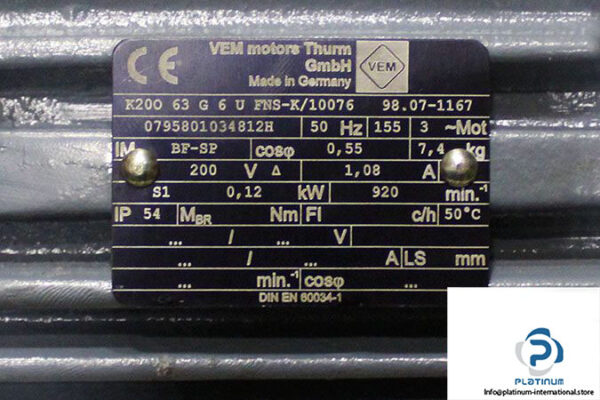 CE
VEM motors Thurm
GmbH
Made in Germany
VEM
K20O 63 G 6 U FNS-K/10076 98.07-1167
0795801034812H 50 Hz 155 3 ~Mot
IM BF-SP cosφ 0,55 7,4 kg
200 V Δ 1,08 A
S1 0,12 kW 920 min.-1
IP 54 MBR Nm FI c/h 50°C
... / ... V
... / ... A LS mm
... min.-1 cosφ ...
DIN EN 60034-1
PLATINUM
Info@platinum-international.store